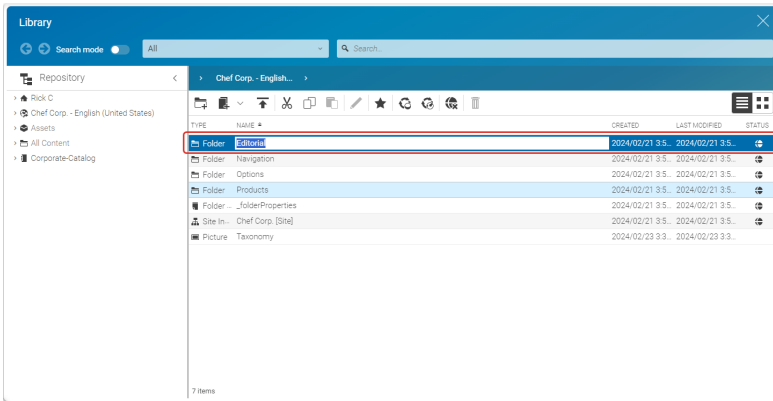 Library
Search mode All Search...
Repository
Chef Corp. - English...
Rick C
Chef Corp. - English (United States)
Assets
All Content
Corporate-Catalog
TYPE NAME CREATED LAST MODIFIED STATUS
Folder Editorial 2024/02/21 3:5... 2024/02/21 3:5...
Folder Navigation 2024/02/21 3:5... 2024/02/21 3:5...
Folder Options 2024/02/21 3:5... 2024/02/21 3:5...
Folder Products 2024/02/21 3:5... 2024/02/21 3:5...
Folder ... _folderProperties 2024/02/21 3:5... 2024/02/21 3:5...
Site In... Chef Corp. [Site] 2024/02/21 3:5... 2024/02/21 3:5...
Picture Taxonomy 2024/02/23 3:3... 2024/02/23 3:3...
7 items